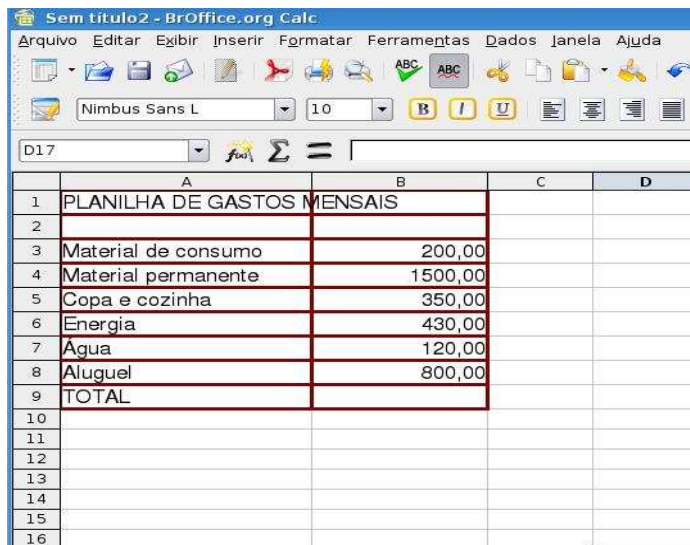 Sem título2 - BrOffice.org Calc
Arquivo Editar Exibir Inserir Formatar Ferramentas Dados Janela Ajuda
ABC ABC
Nimbus Sans L 10 B I U
D17 f(x) Σ =
A B C D
1 PLANILHA DE GASTOS MENSAIS
2
3 Material de consumo 200,00
4 Material permanente 1500,00
5 Copa e cozinha 350,00
6 Energia 430,00
7 Água 120,00
8 Aluguel 800,00
9 TOTAL
10
11
12
13
14
15
16